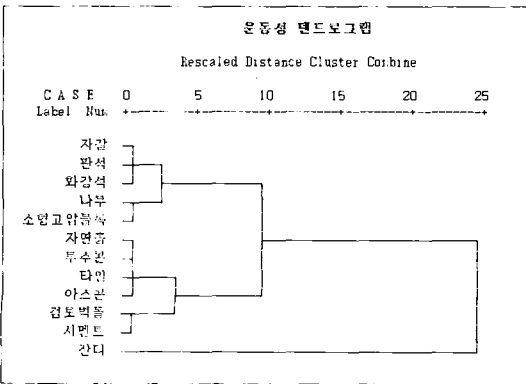 운동성 덴드로그램
Rescaled Distance Cluster Combine
C A S E 0 5 10 15 20 25
Label Num
자갈
판석
화강석
나무
소형고압블록
자연흙
투수콘
타일
아스콘
점토벽돌
시멘트
잔디